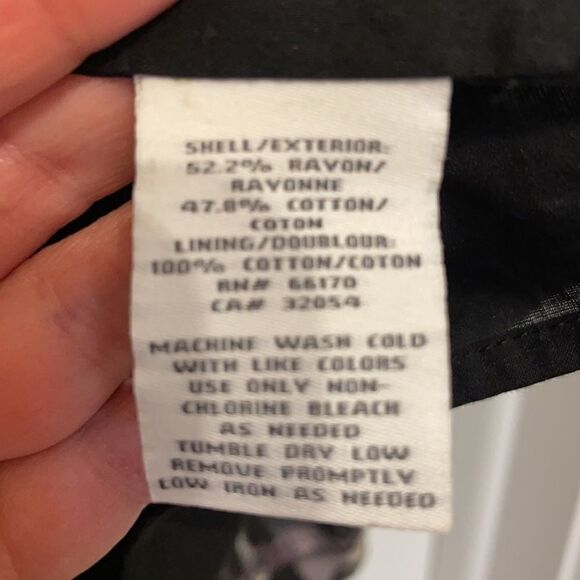 SHELL/EXTERIOR:
52.2% RAYON/
RAYONNE
47.8% COTTON/
COTON
LINING/DOUBLOUR:
100% COTTON/COTON
RN# 66170
CA# 32054
MACHINE WASH COLD
WITH LIKE COLORS
USE ONLY NON-
CHLORINE BLEACH
AS NEEDED
TUMBLE DRY LOW
REMOVE PROMPTLY
LOW IRON AS NEEDED